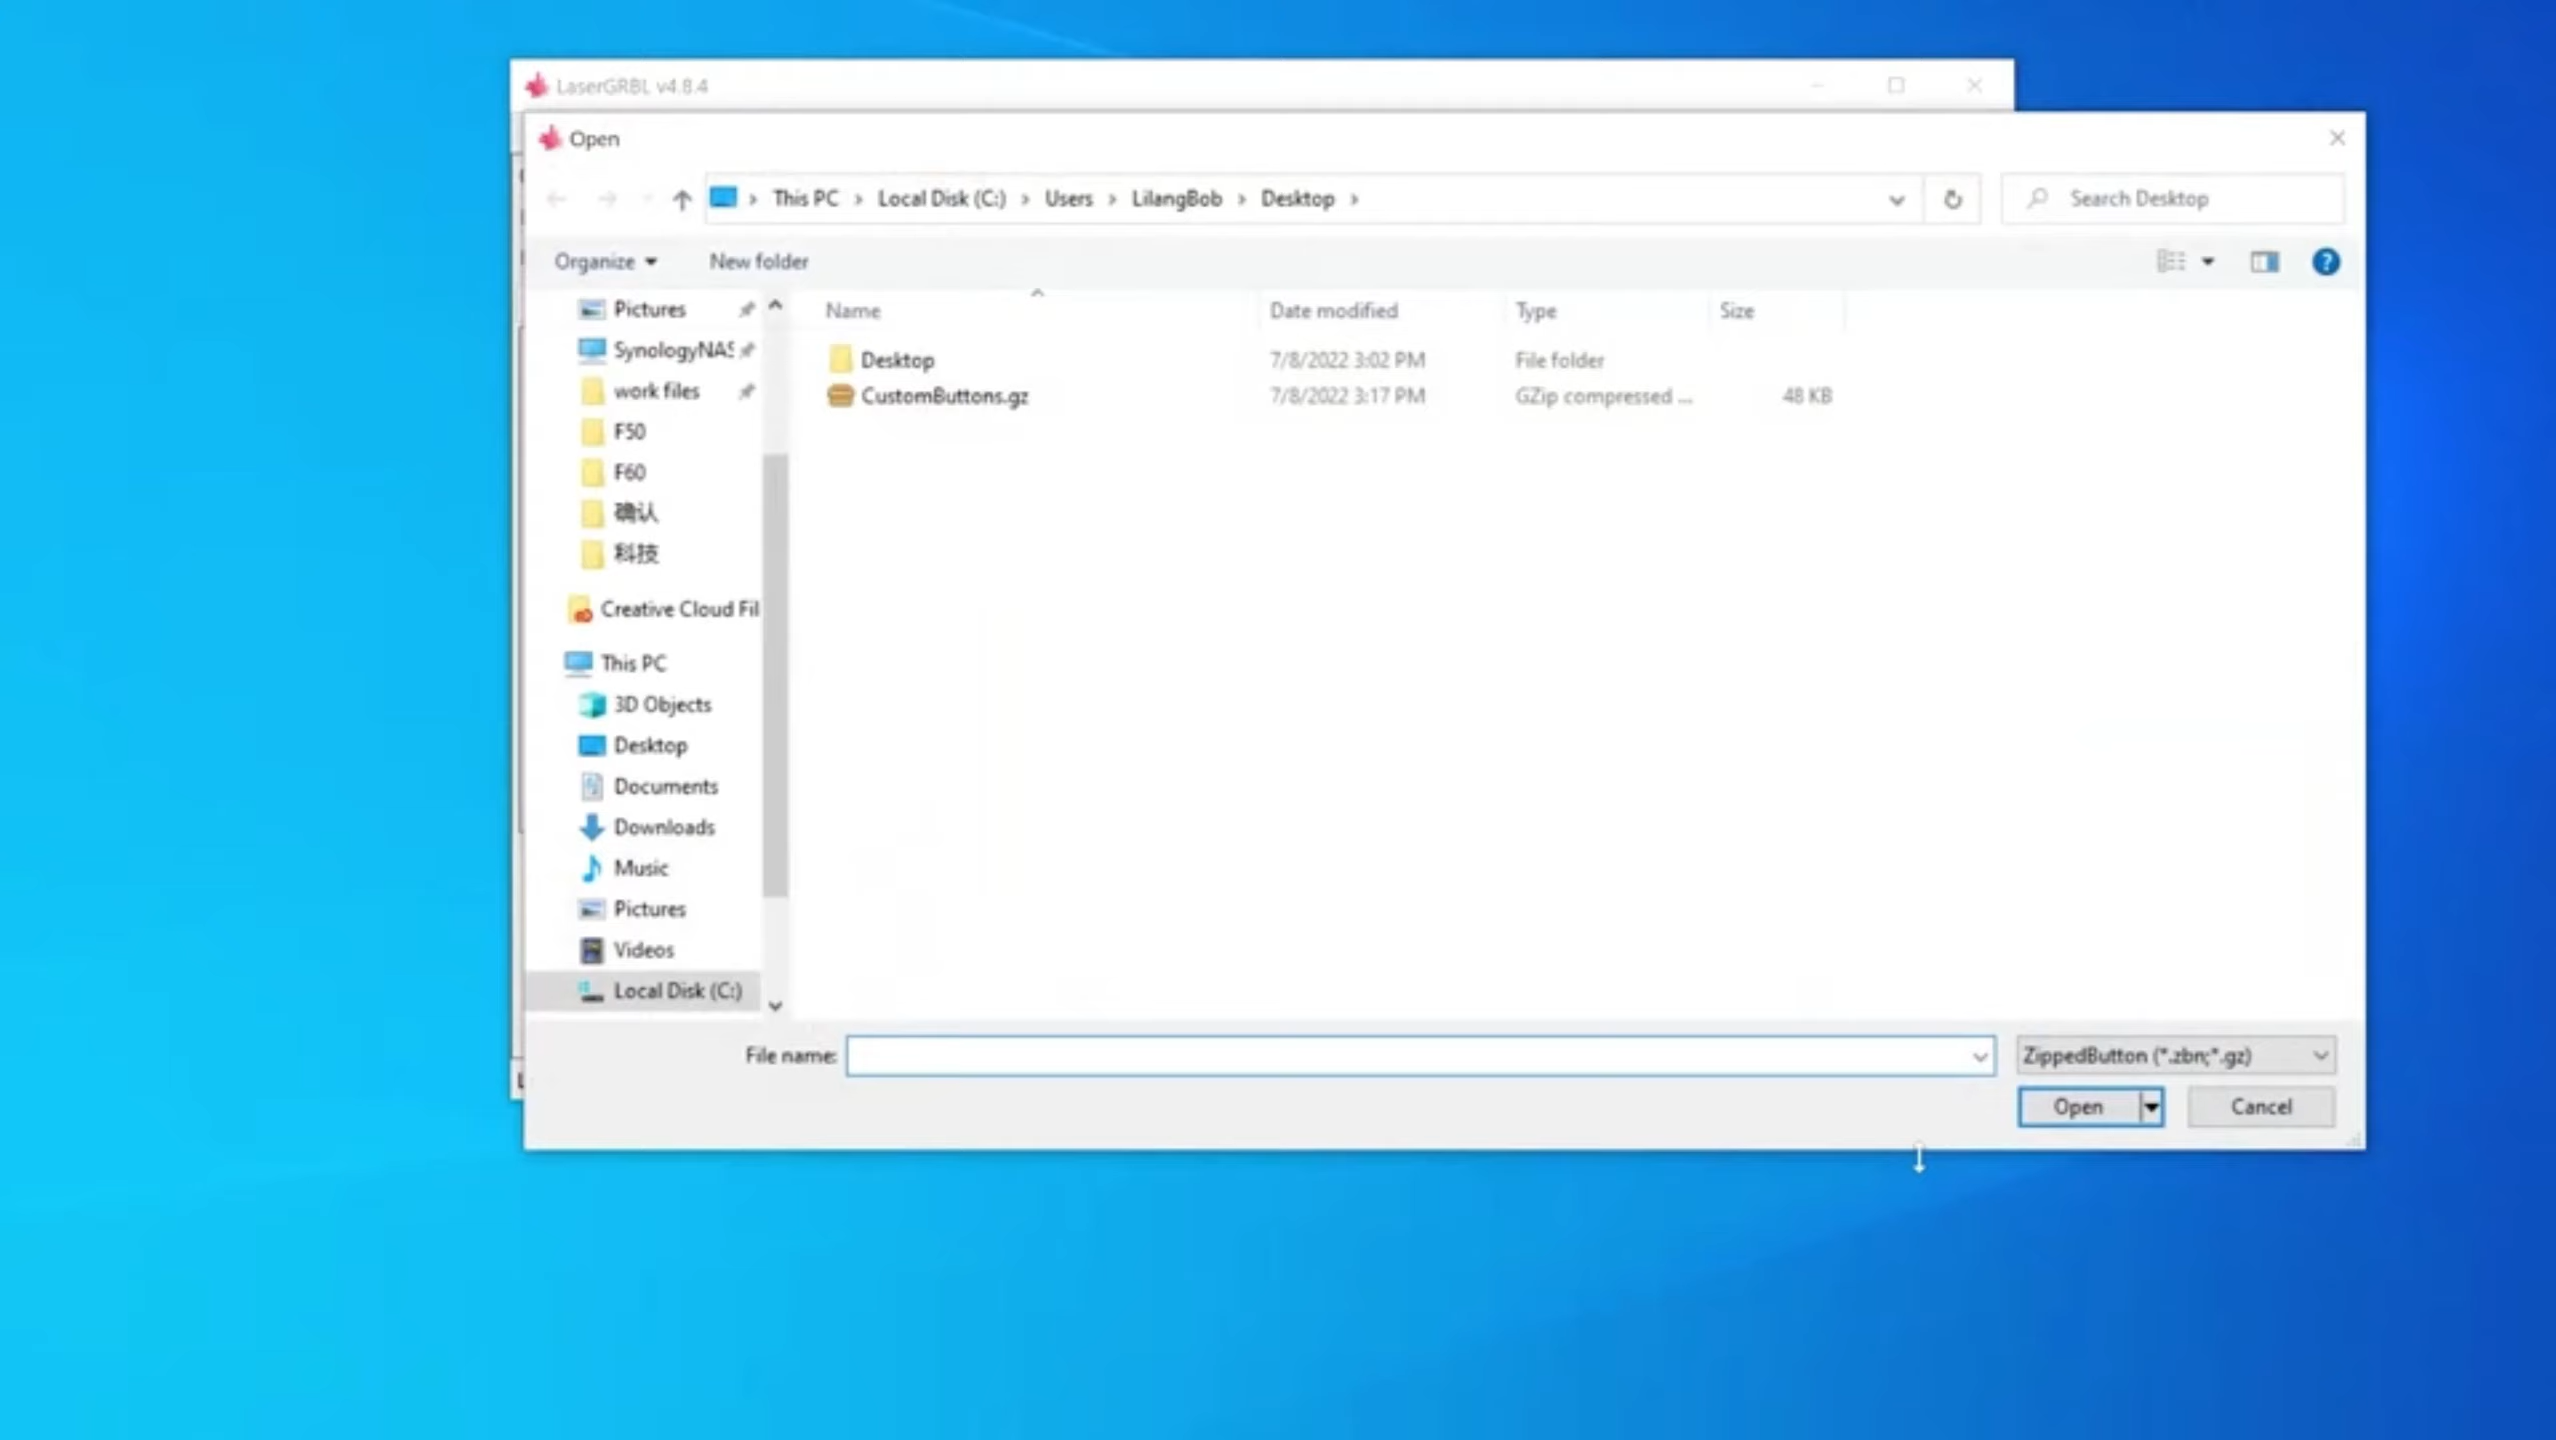 LaserGRBL v4.8.4
Open
This PC > Local Disk (C:) > Users > LilangBob > Desktop >
Search Desktop
Organize
New folder
?
Name
Date modified
Type
Size
Desktop
7/8/2022 3:02 PM
File folder
CustomButtons.gz
7/8/2022 3:17 PM
GZip compressed ...
48 KB
Pictures
SynologyNAS
work files
F50
F60
确认
科技
Creative Cloud Fil
This PC
3D Objects
Desktop
Documents
Downloads
Music
Pictures
Videos
Local Disk (C:)
File name:
ZippedButton (*.zbn;*.gz)
Open
Cancel